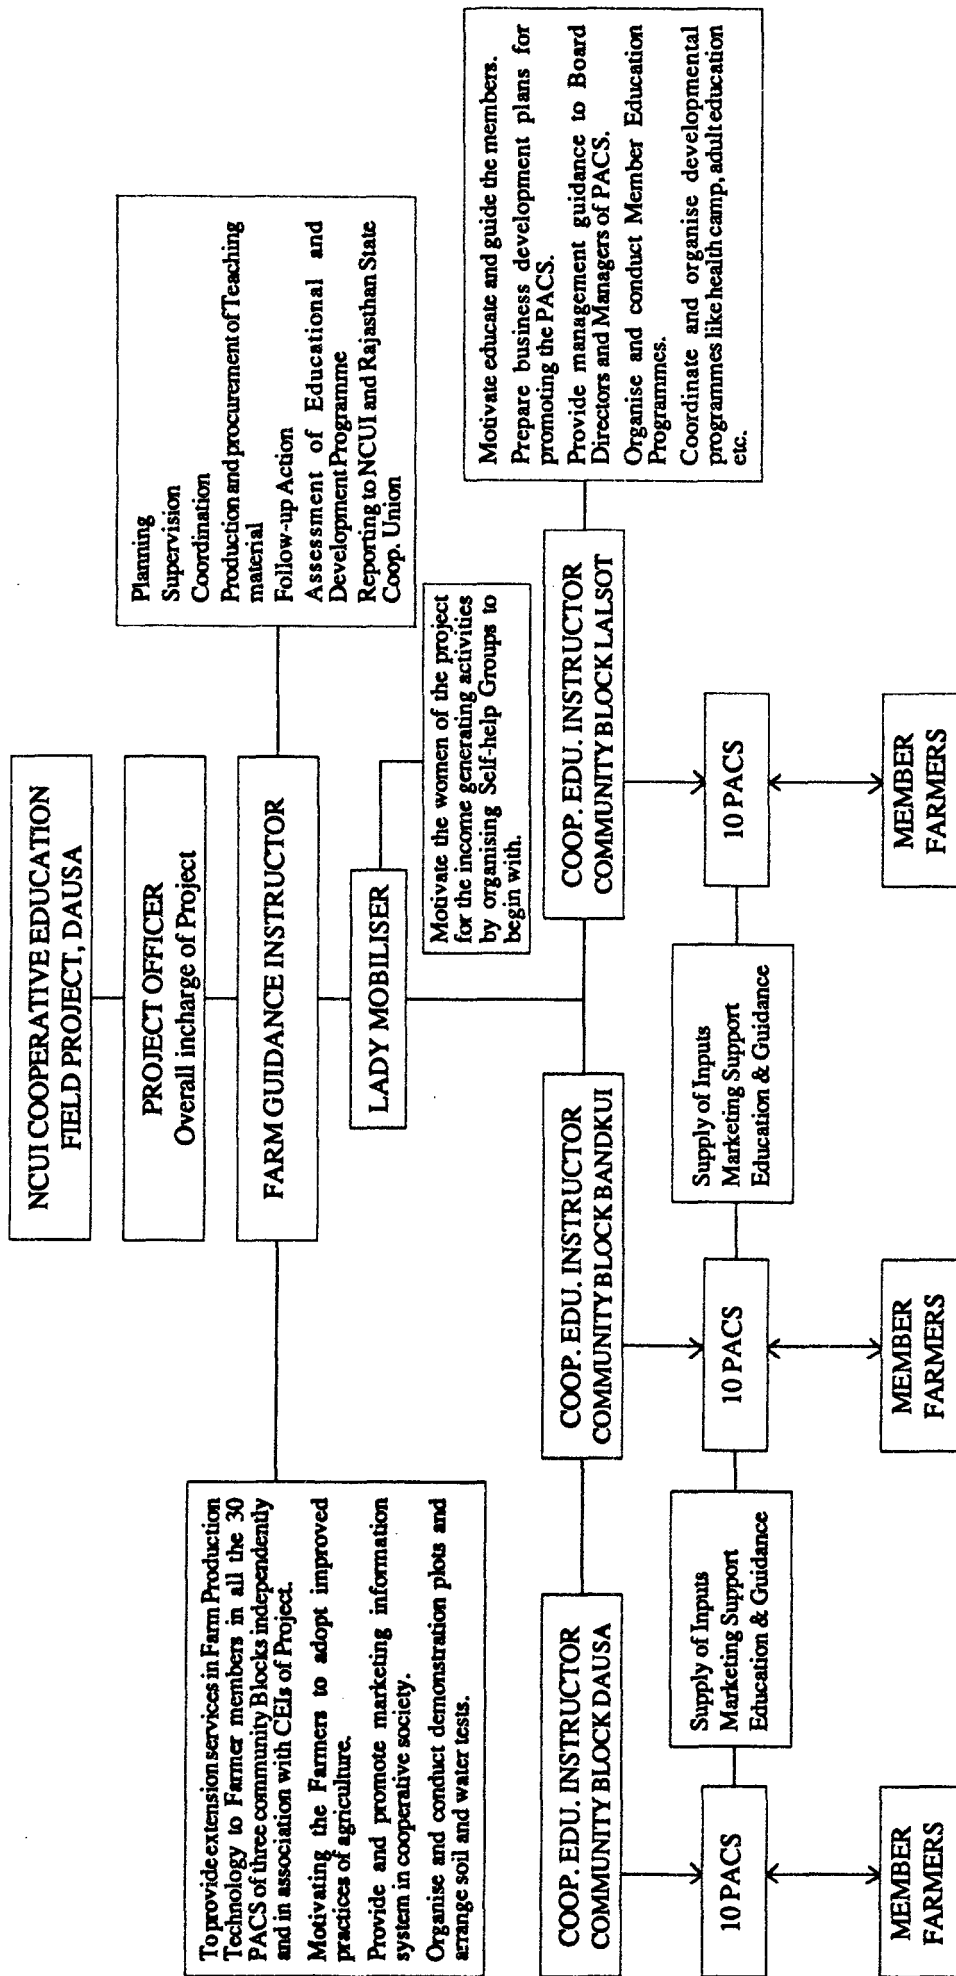 NCUI COOPERATIVE EDUCATION
FIELD PROJECT, DAUSA
PROJECT OFFICER
Overall incharge of Project
FARM GUIDANCE INSTRUCTOR
To provide extension services in Farm Production
Technology to Farmer members in all the 30
PACS of three community Blocks independently
and in association with CEIs of Project.
Motivating the Farmers to adopt improved
practices of agriculture.
Provide and promote marketing information
system in cooperative society.
Organise and conduct demonstration plots and
arrange soil and water tests.
Planning
Supervision
Coordination
Production and procurement of Teaching
material
Follow-up Action
Assessment of Educational and
Development Programme
Reporting to NCUI and Rajasthan State
Coop. Union
LADY MOBILISER
Motivate the women of the project
for the income generating activities
by organising Self-help Groups to
begin with.
COOP. EDU. INSTRUCTOR
COMMUNITY BLOCK DAUSA
COOP. EDU. INSTRUCTOR
COMMUNITY BLOCK BANDKUI
COOP. EDU. INSTRUCTOR
COMMUNITY BLOCK LALSOT
Motivate educate and guide the members.
Prepare business development plans for
promoting the PACS.
Provide management guidance to Board
Directors and Managers of PACS.
Organise and conduct Member Education
Programmes.
Coordinate and organise developmental
programmes like health camp, adult education
etc.
10 PACS
Supply of Inputs
Marketing Support
Education & Guidance
10 PACS
Supply of Inputs
Marketing Support
Education & Guidance
10 PACS
MEMBER
FARMERS
MEMBER
FARMERS
MEMBER
FARMERS